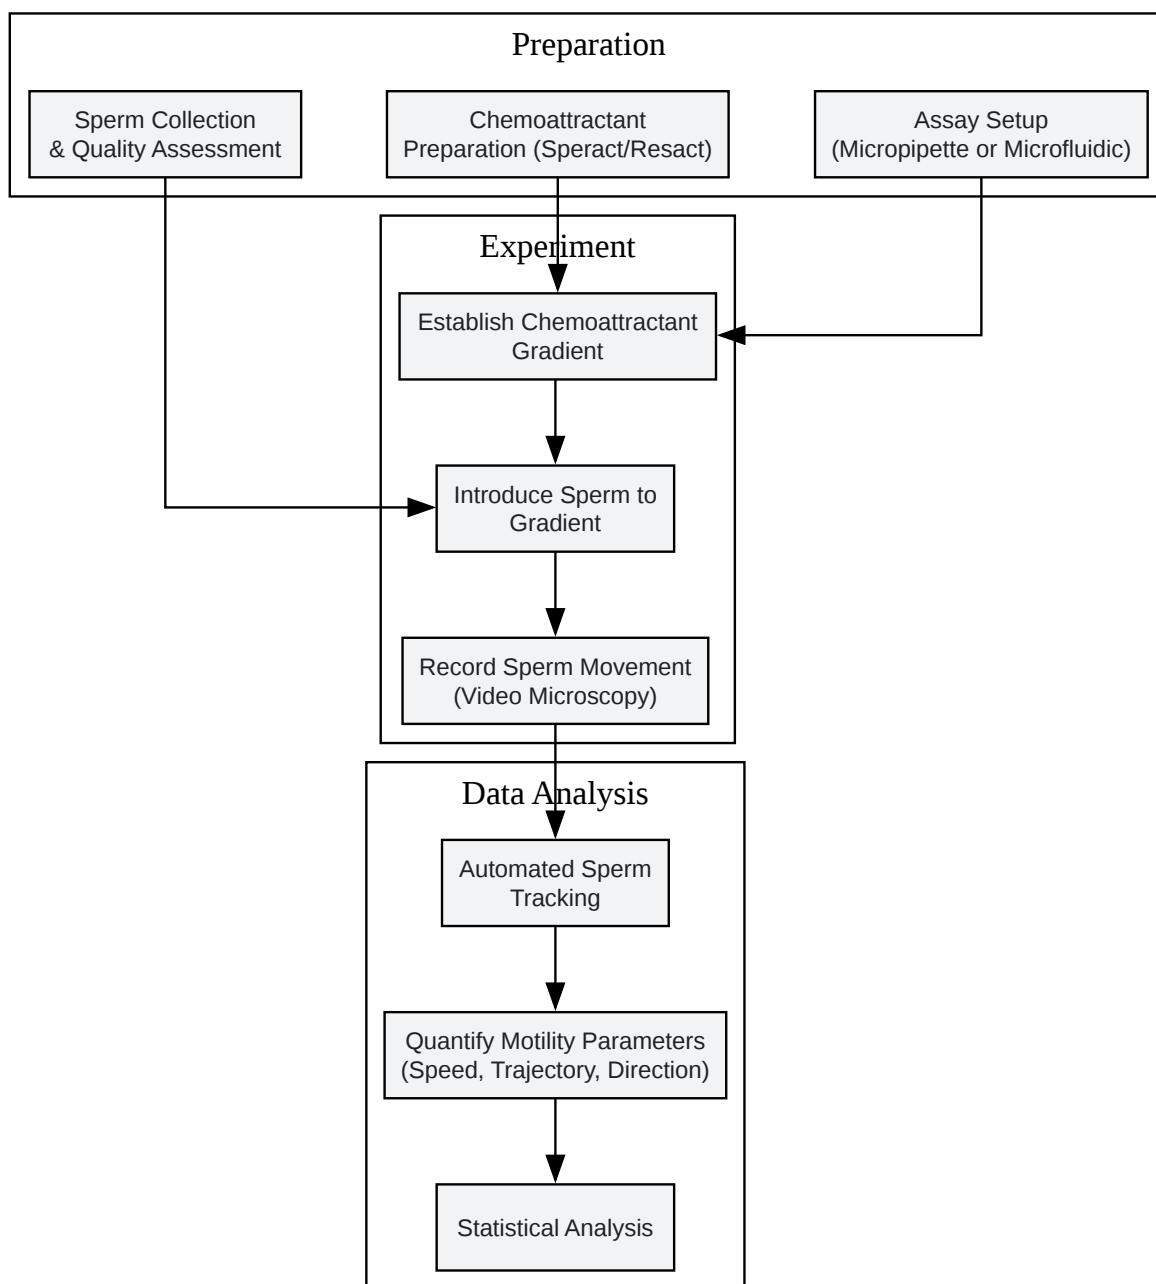 Preparation
Sperm Collection
& Quality Assessment
Chemoattractant
Preparation (Speract/Resact)
Assay Setup
(Micropipette or Microfluidic)
Experiment
Establish Chemoattractant
Gradient
Introduce Sperm to
Gradient
Record Sperm Movement
(Video Microscopy)
Data Analysis
Automated Sperm
Tracking
Quantify Motility Parameters
(Speed, Trajectory, Direction)
Statistical Analysis